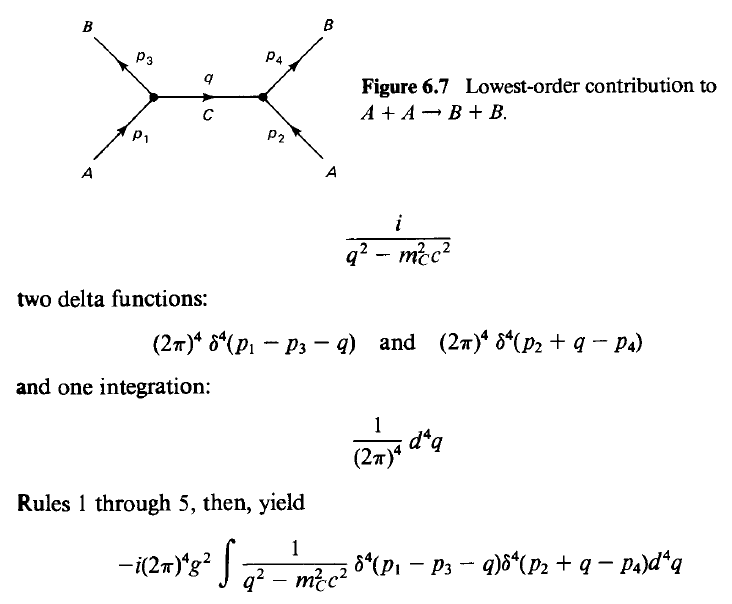 B B
p₃ q p₄
C
p₁ p₂
A A
Figure 6.7 Lowest-order contribution to
A + A → B + B.
i
q² − m_C²c²
two delta functions:
(2π)⁴ δ⁴(p₁ − p₃ − q) and (2π)⁴ δ⁴(p₂ + q − p₄)
and one integration:
1
(2π)⁴ d⁴q
Rules 1 through 5, then, yield
−i(2π)⁴g² ∫ 1/(q² − m_C²c²) δ⁴(p₁ − p₃ − q)δ⁴(p₂ + q − p₄)d⁴q